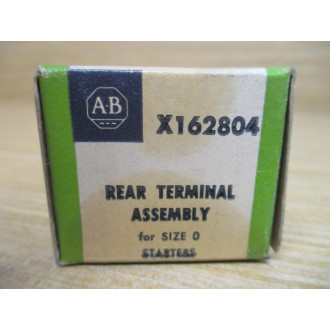 A-B
X162804
REAR TERMINAL
ASSEMBLY
for SIZE 0
STARTERS